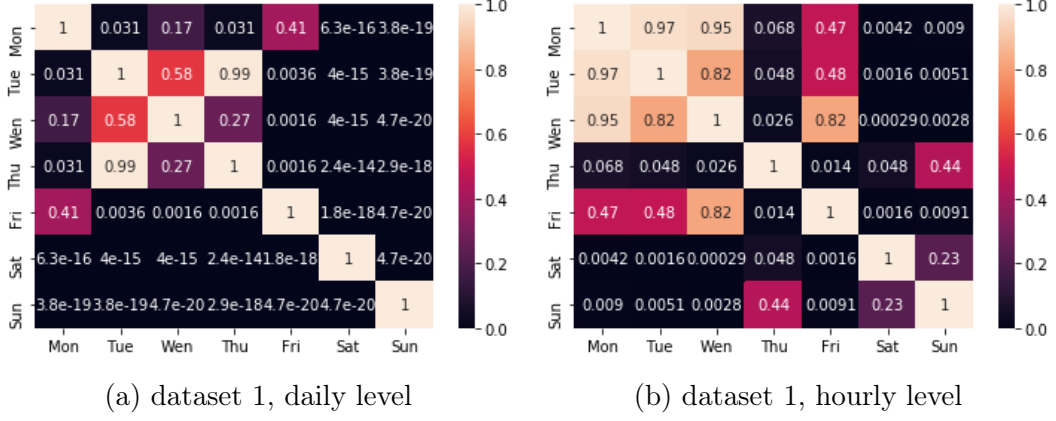 Mon 1 0.031 0.17 0.031 0.41 6.3e-16 3.8e-19
Tue 0.031 1 0.58 0.99 0.0036 4e-15 3.8e-19
Wen 0.17 0.58 1 0.27 0.0016 4e-15 4.7e-20
Thu 0.031 0.99 0.27 1 0.0016 2.4e-14 2.9e-18
Fri 0.41 0.0036 0.0016 0.0016 1 1.8e-18 4.7e-20
Sat 6.3e-16 4e-15 4e-15 2.4e-14 1.8e-18 1 4.7e-20
Sun 3.8e-19 3.8e-19 4.7e-20 2.9e-18 4.7e-20 4.7e-20 1
Mon Tue Wen Thu Fri Sat Sun
1.0
0.8
0.6
0.4
0.2
0.0
(a) dataset 1, daily level
Mon 1 0.97 0.95 0.068 0.47 0.0042 0.009
Tue 0.97 1 0.82 0.048 0.48 0.0016 0.0051
Wen 0.95 0.82 1 0.026 0.82 0.00029 0.0028
Thu 0.068 0.048 0.026 1 0.014 0.048 0.44
Fri 0.47 0.48 0.82 0.014 1 0.0016 0.0091
Sat 0.0042 0.0016 0.00029 0.048 0.0016 1 0.23
Sun 0.009 0.0051 0.0028 0.44 0.0091 0.23 1
Mon Tue Wen Thu Fri Sat Sun
1.0
0.8
0.6
0.4
0.2
0.0
(b) dataset 1, hourly level